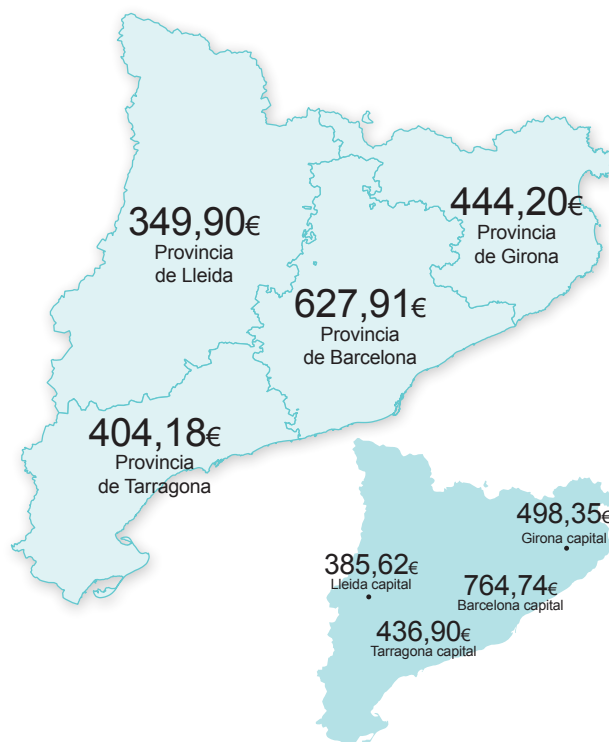 349,90€
Provincia
de Lleida
444,20€
Provincia
de Girona
627,91€
Provincia
de Barcelona
404,18€
Provincia
de Tarragona
498,35€
Girona capital
385,62€
Lleida capital
764,74€
Barcelona capital
436,90€
Tarragona capital